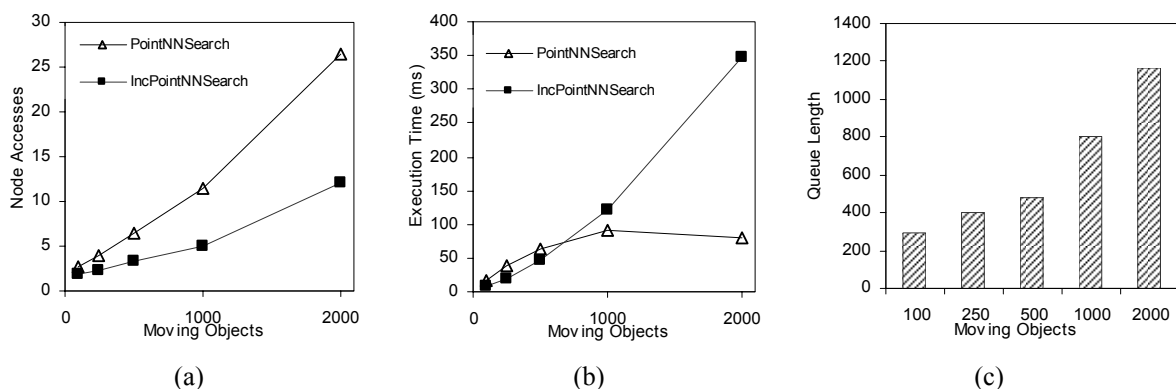 30
25
20
15
10
5
0
Node Accesses
PointNNSearch
IncPointNNSearch
0 1000 2000
Moving Objects
(a)
400
350
300
250
200
150
100
50
0
Execution Time (ms)
PointNNSearch
IncPointNNSearch
0 1000 2000
Moving Objects
(b)
1400
1200
1000
800
600
400
200
0
Queue Length
100 250 500 1000 2000
Moving Objects
(c)